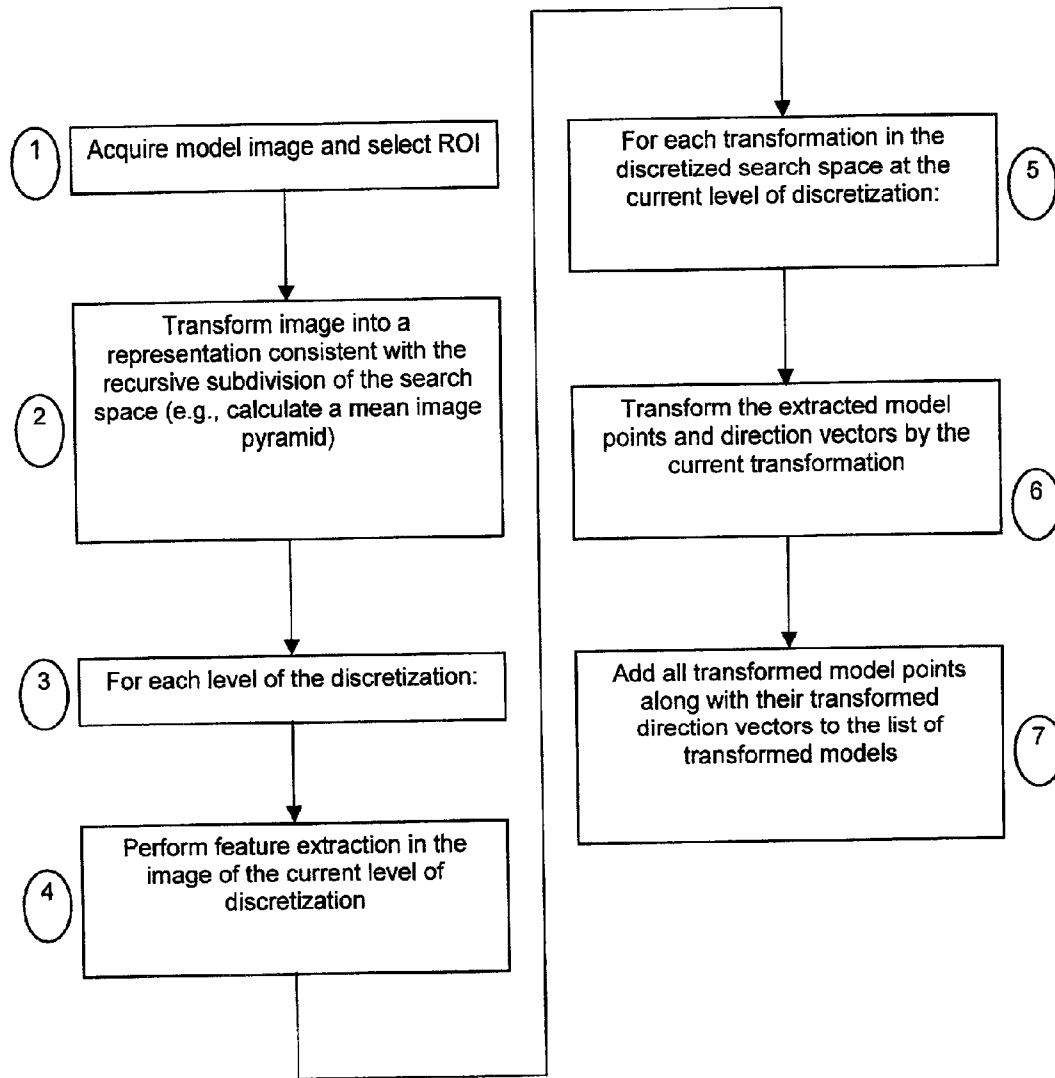 1
Acquire model image and select ROI
2
Transform image into a
representation consistent with the
recursive subdivision of the search
space (e.g., calculate a mean image
pyramid)
3
For each level of the discretization:
4
Perform feature extraction in the
image of the current level of
discretization
5
For each transformation in the
discretized search space at the
current level of discretization:
6
Transform the extracted model
points and direction vectors by the
current transformation
7
Add all transformed model points
along with their transformed
direction vectors to the list of
transformed models